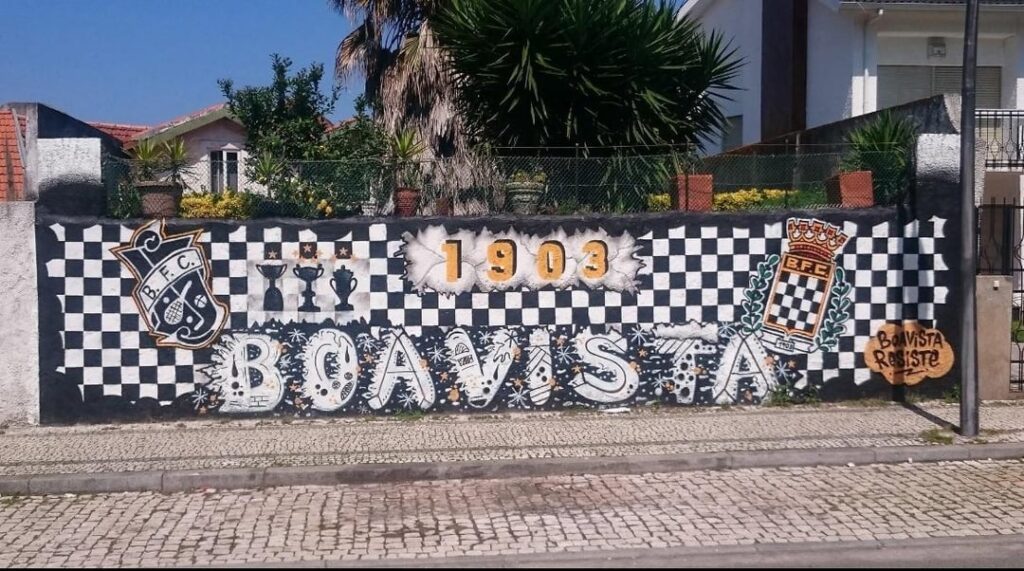 B.F.C.
1903
B.F.C
BOAVISTA
BOAVISTA
RESISTE